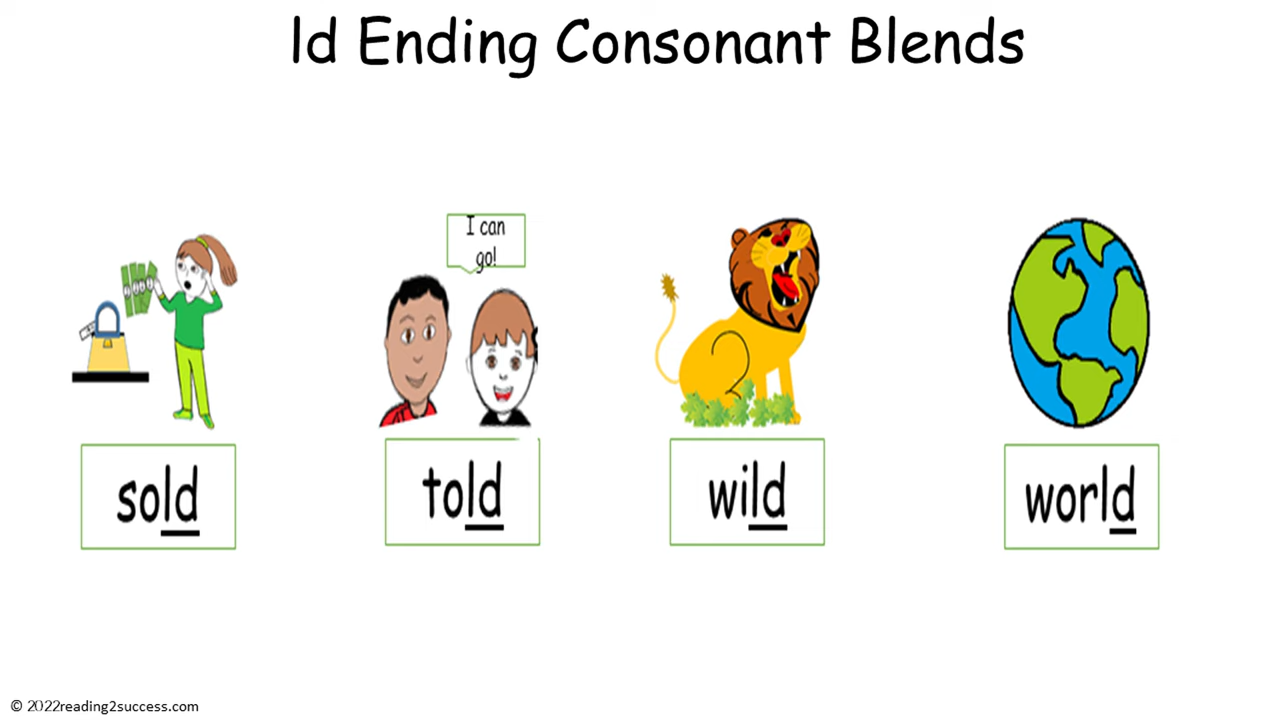 ld Ending Consonant Blends
I can
go!
sold
told
wild
world
© 2022reading2success.com